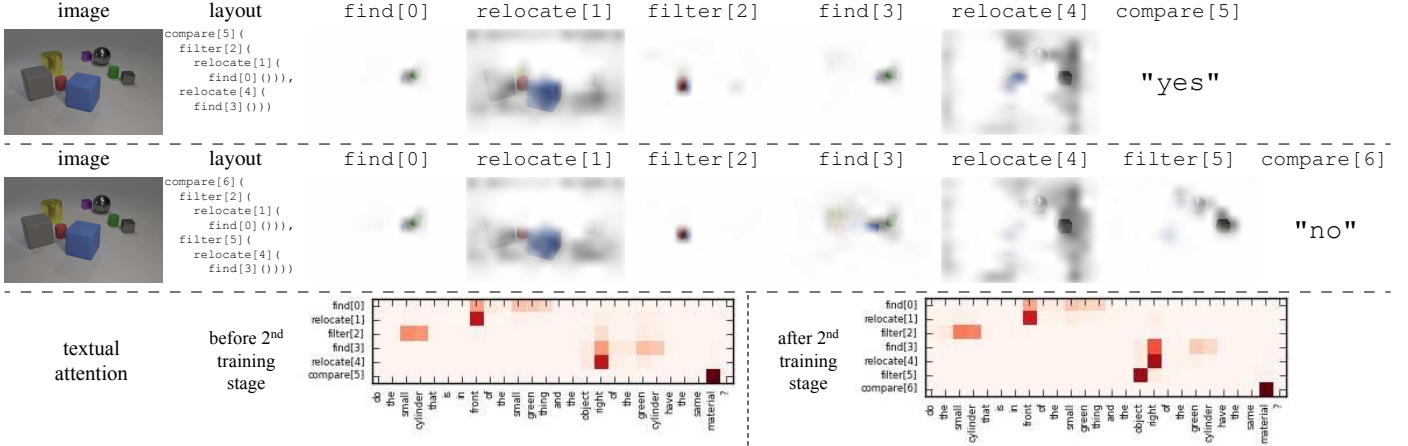 image layout find[0] relocate[1] filter[2] find[3] relocate[4] compare[5]
compare[5](
filter[2](
relocate[1](
find[0]())),
relocate[4](
find[3]()))
"yes"
image layout find[0] relocate[1] filter[2] find[3] relocate[4] filter[5] compare[6]
compare[6](
filter[2](
relocate[1](
find[0]())),
filter[5](
relocate[4](
find[3]())))
"no"
textual
attention
before 2nd
training
stage
find[0]
relocate[1]
filter[2]
find[3]
relocate[4]
compare[5]
do the small cylinder that is in front of the small green thing and the object right of the green cylinder have the same material ?
after 2nd
training
stage
find[0]
relocate[1]
filter[2]
find[3]
relocate[4]
filter[5]
compare[6]
do the small cylinder that is in front of the small green thing and the object right of the green cylinder have the same material ?